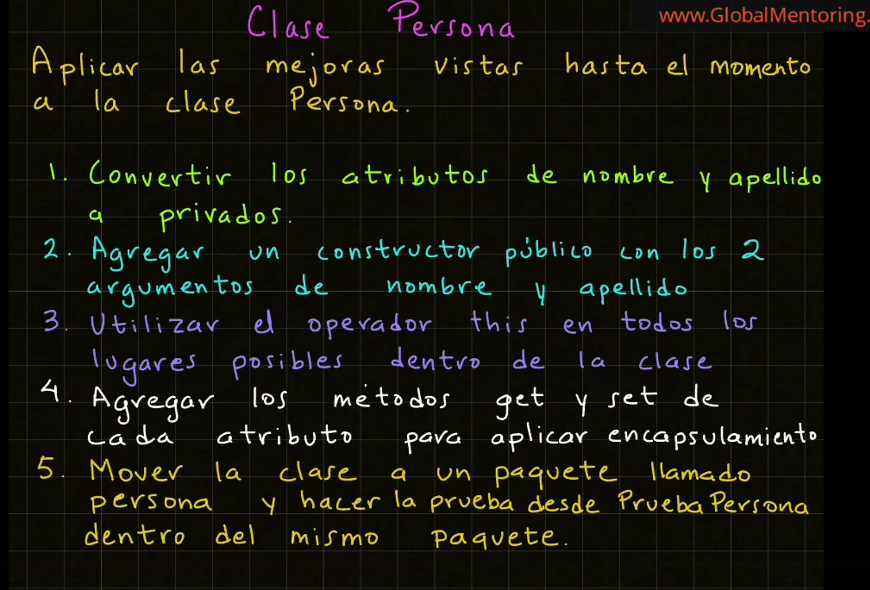 www.GlobalMentoring.
Clase Persona
Aplicar las mejoras vistas hasta el momento
a la clase Persona.
1. Convertir los atributos de nombre y apellido
a privados.
2. Agregar un constructor público con los 2
argumentos de nombre y apellido
3. Utilizar el operador this en todos los
lugares posibles dentro de la clase
4. Agregar los métodos get y set de
cada atributo para aplicar encapsulamiento
5. Mover la clase a un paquete llamado
persona y hacer la prueba desde PruebaPersona
dentro del mismo paquete.